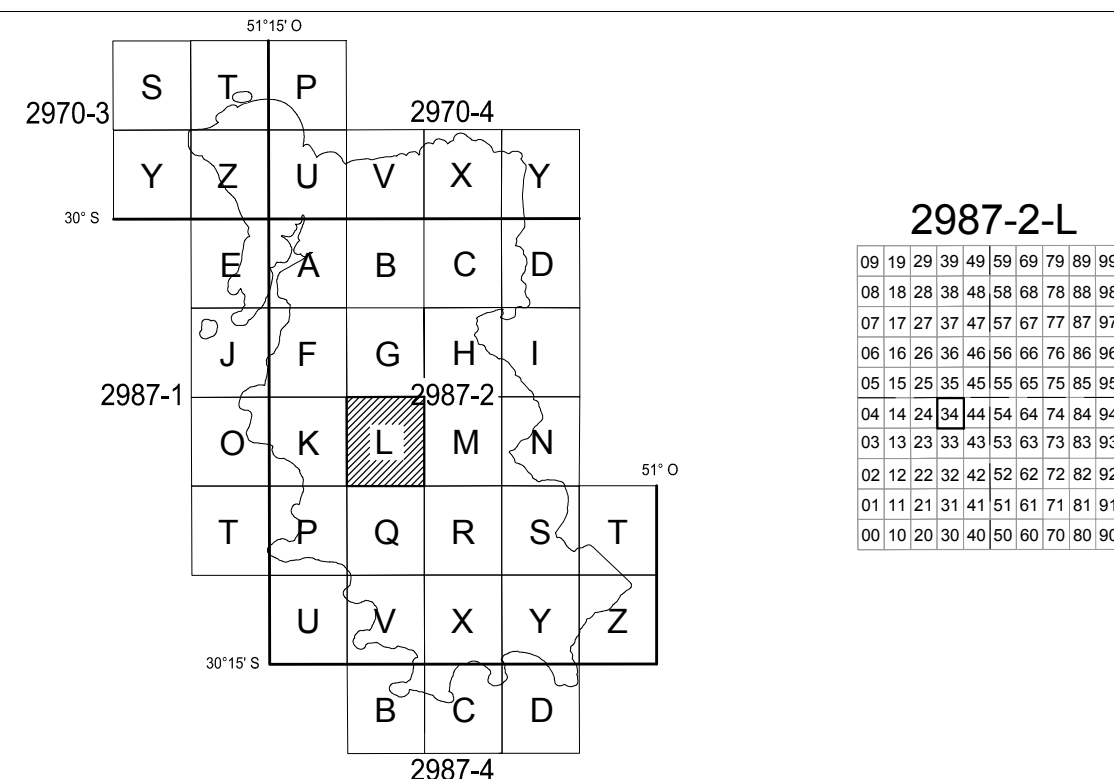 51°15' O
S T P
2970-3 2970-4
Y Z U V X Y
30° S
E A B C D
J F G H I
2987-1 2987-2
O K L M N
51° O
T P Q R S T
U V X Y Z
30°15' S
B C D
2987-4
2987-2-L
09 19 29 39 49 59 69 79 89 99
08 18 28 38 48 58 68 78 88 98
07 17 27 37 47 57 67 77 87 97
06 16 26 36 46 56 66 76 86 96
05 15 25 35 45 55 65 75 85 95
04 14 24 34 44 54 64 74 84 94
03 13 23 33 43 53 63 73 83 93
02 12 22 32 42 52 62 72 82 92
01 11 21 31 41 51 61 71 81 91
00 10 20 30 40 50 60 70 80 90